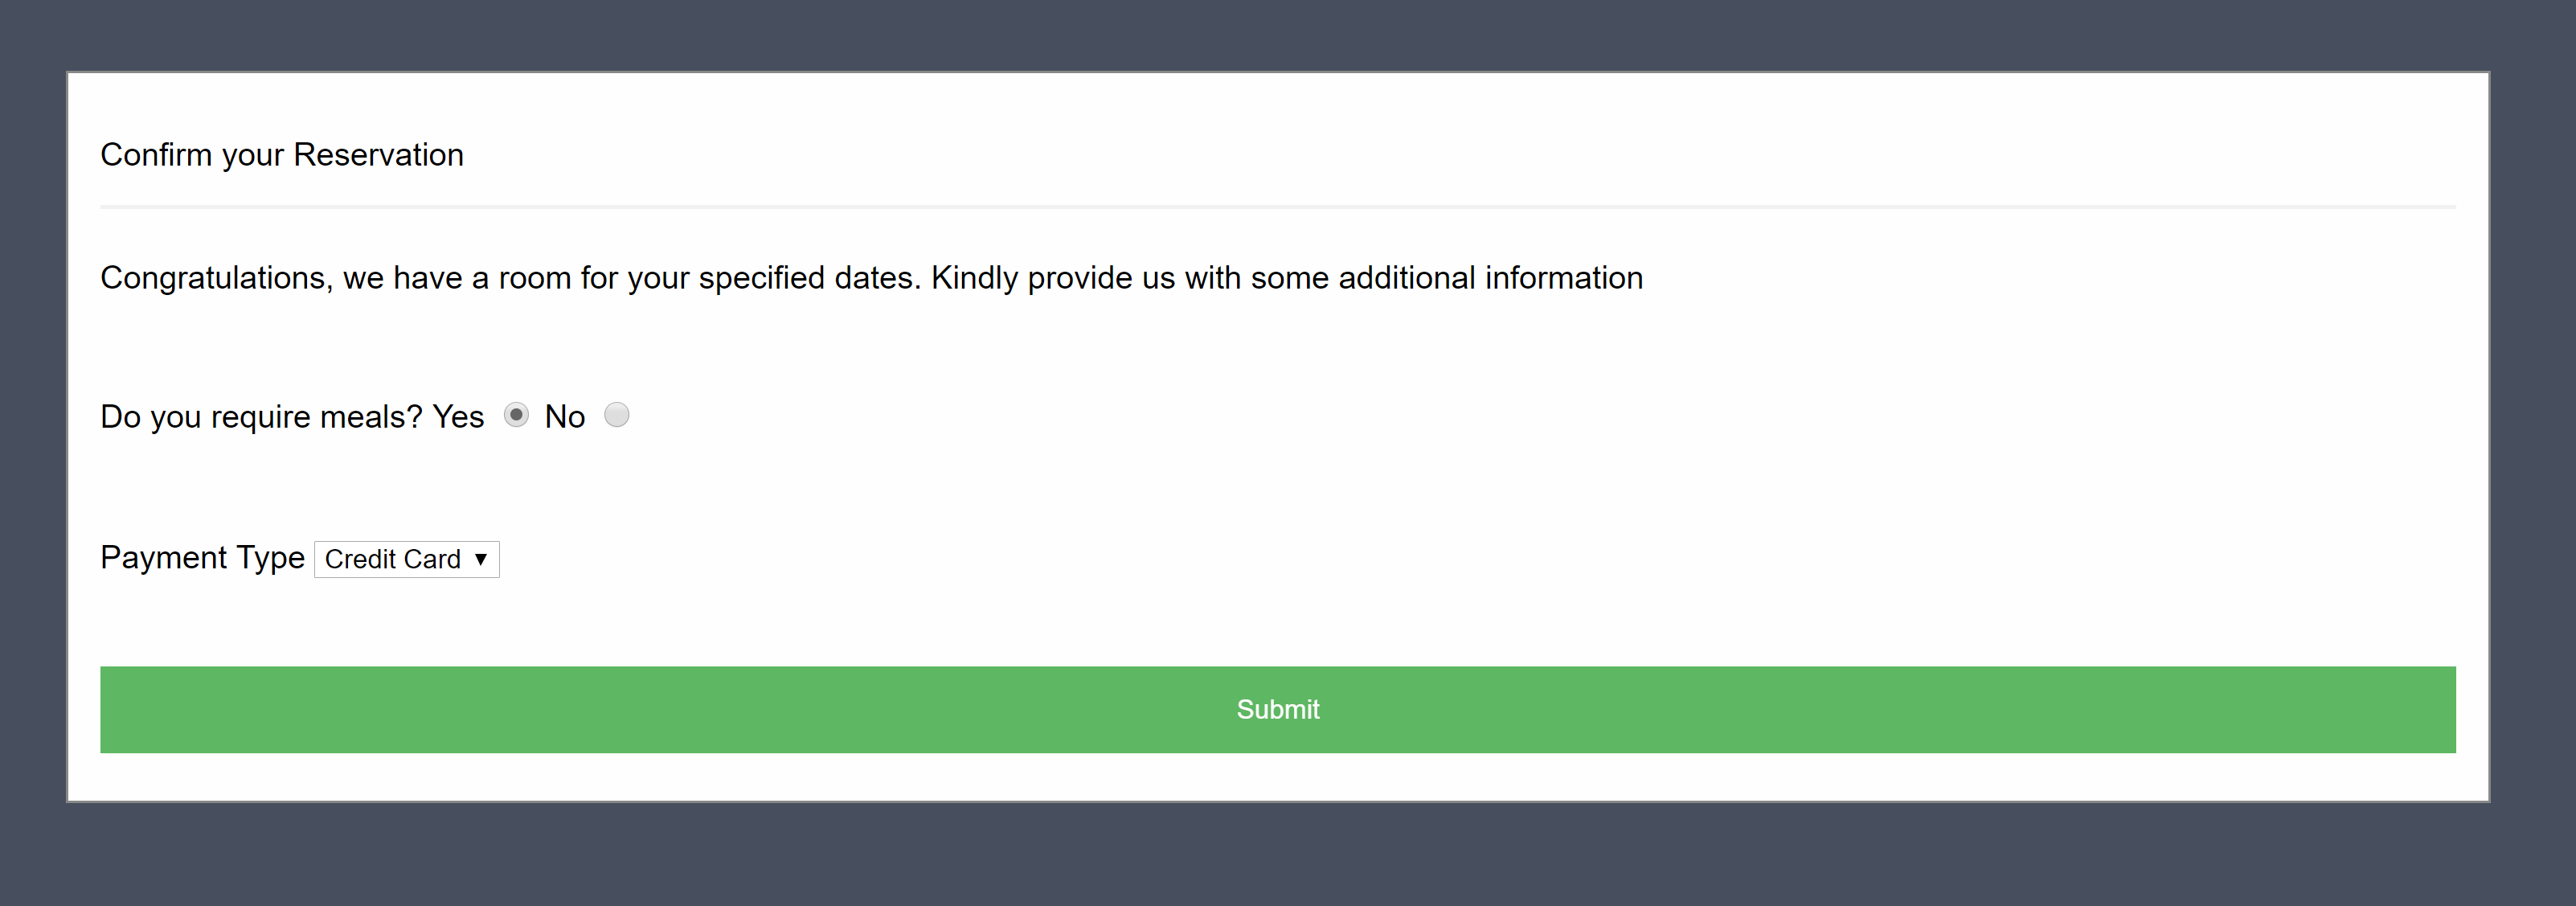 Confirm your Reservation
Congratulations, we have a room for your specified dates. Kindly provide us with some additional information
Do you require meals? Yes No
Payment Type Credit Card
Submit